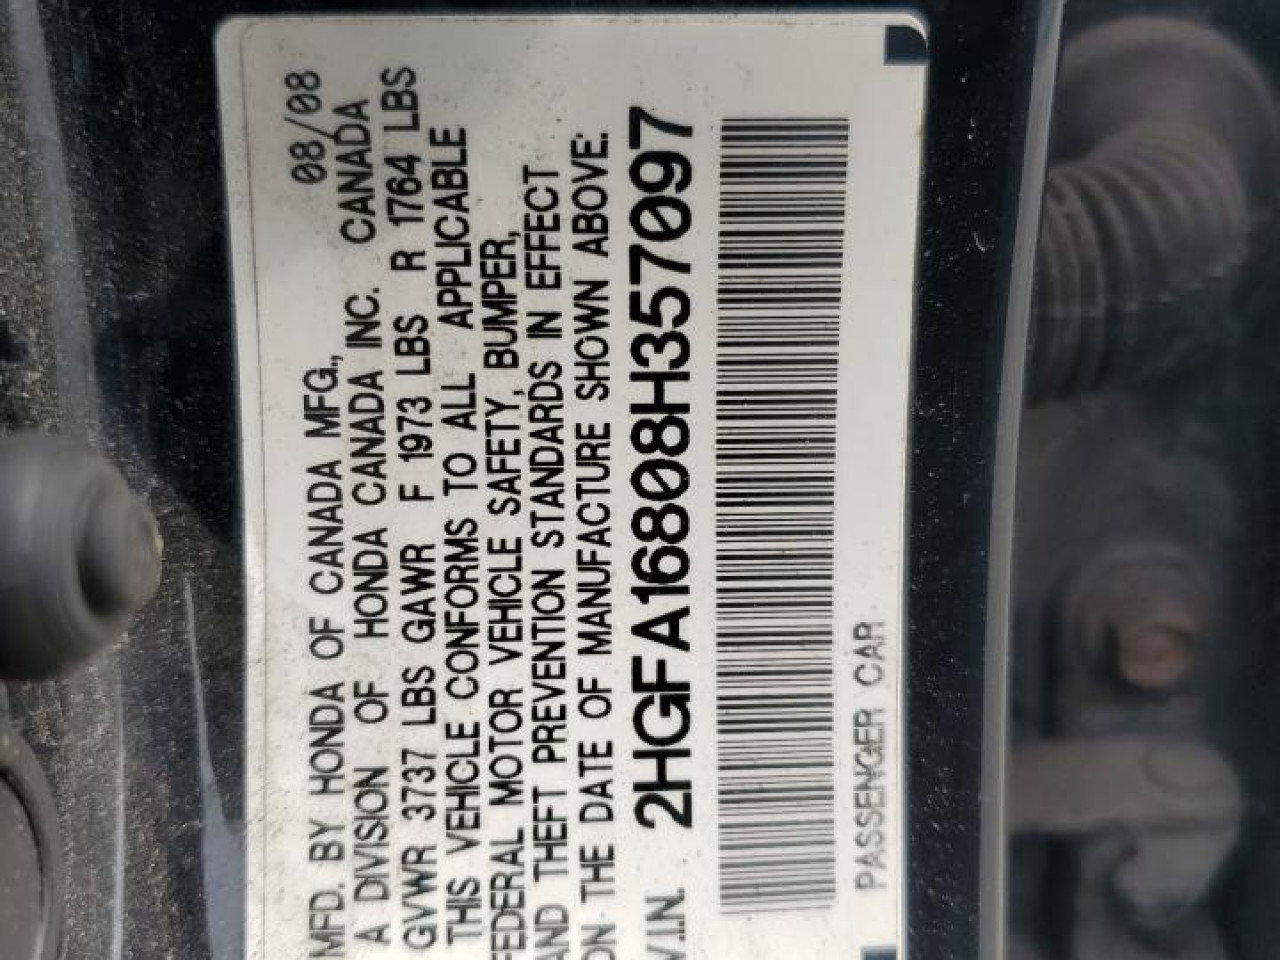 MFD. BY HONDA OF CANADA MFG., 08/08
A DIVISION OF HONDA CANADA INC. CANADA
GVWR 3737 LBS GAWR F 1973 LBS R 1764 LBS
THIS VEHICLE CONFORMS TO ALL APPLICABLE
FEDERAL MOTOR VEHICLE SAFETY, BUMPER,
AND THEFT PREVENTION STANDARDS IN EFFECT
ON THE DATE OF MANUFACTURE SHOWN ABOVE.
V.I.N. 2HGFA16808H357097
PASSENGER CAR